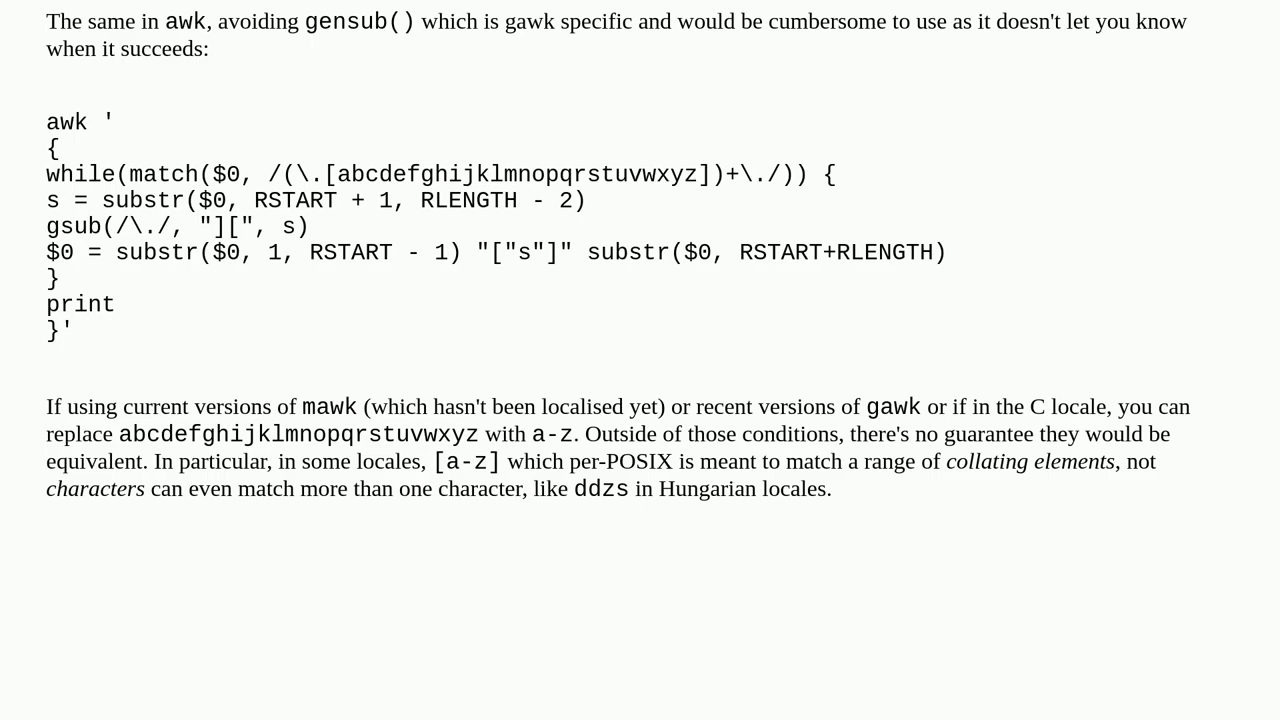 The same in awk, avoiding gensub() which is gawk specific and would be cumbersome to use as it doesn't let you know
when it succeeds:
awk '
{
while(match($0, /(\.[abcdefghijklmnopqrstuvwxyz])+\./)) {
s = substr($0, RSTART + 1, RLENGTH - 2)
gsub(/\./, "][", s)
$0 = substr($0, 1, RSTART - 1) "["s"]" substr($0, RSTART+RLENGTH)
}
print
}'
If using current versions of mawk (which hasn't been localised yet) or recent versions of gawk or if in the C locale, you can
replace abcdefghijklmnopqrstuvwxyz with a-z. Outside of those conditions, there's no guarantee they would be
equivalent. In particular, in some locales, [a-z] which per-POSIX is meant to match a range of collating elements, not
characters can even match more than one character, like ddzs in Hungarian locales.